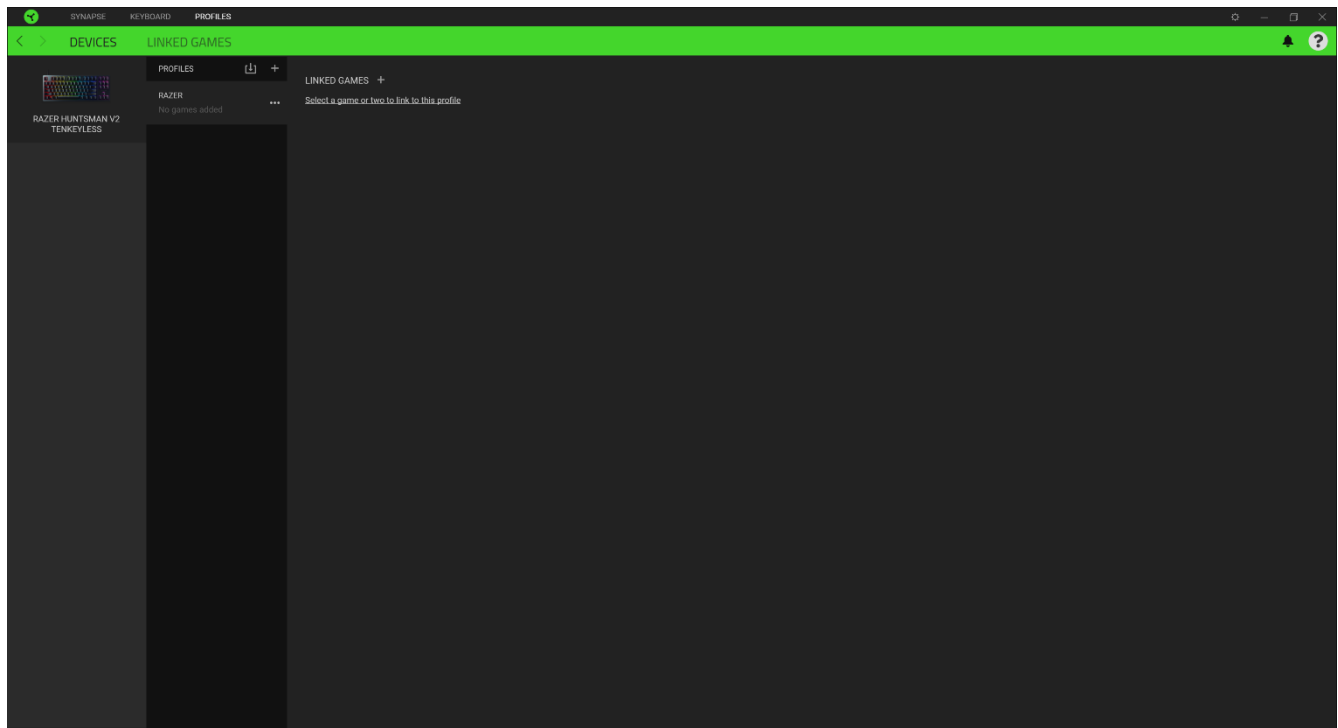 SYNAPSE KEYBOARD PROFILES
DEVICES LINKED GAMES
PROFILES
RAZER
No games added
RAZER HUNTSMAN V2
TENKEYLESS
LINKED GAMES +
Select a game or two to link to this profile